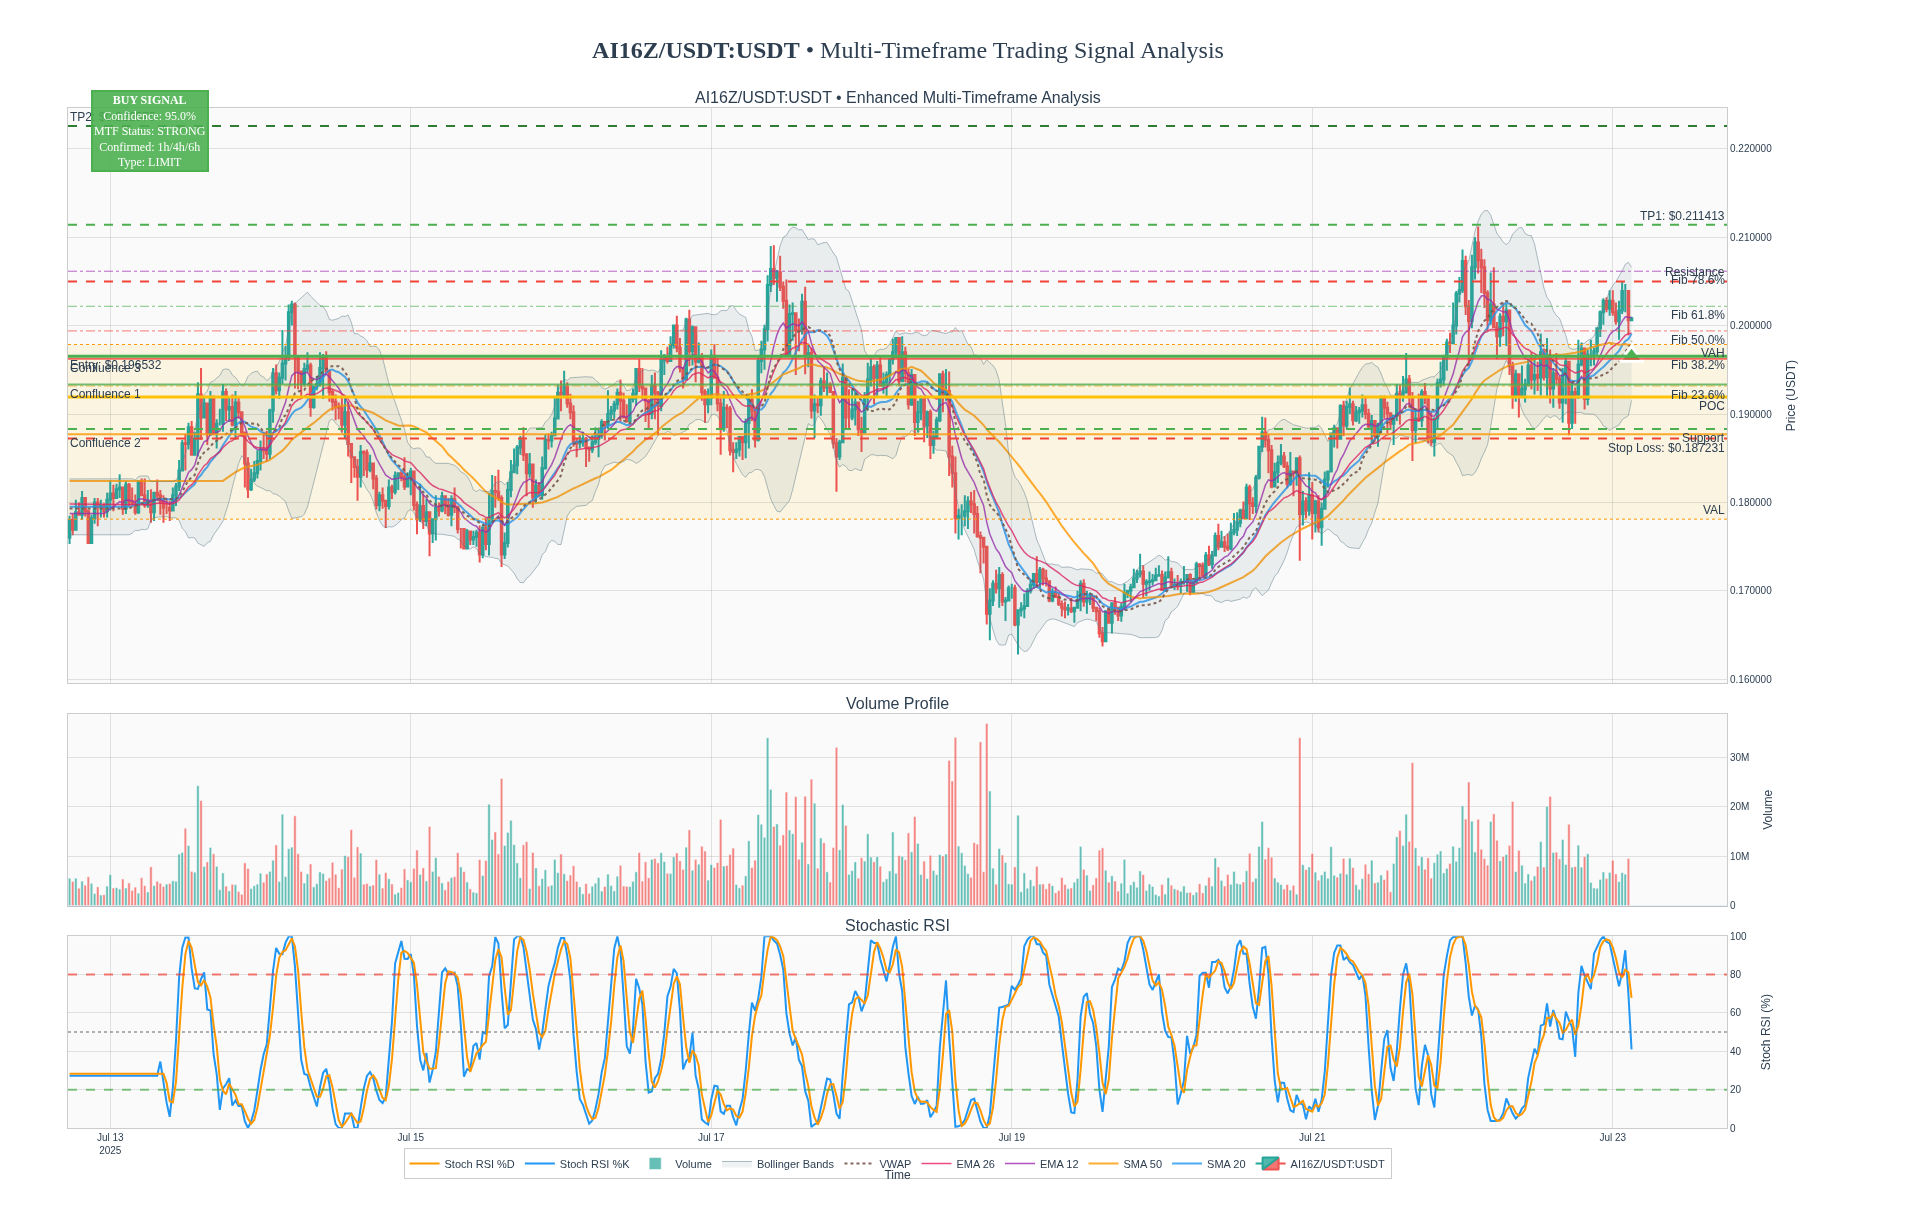 AI16Z/USDT:USDT • Multi-Timeframe Trading Signal Analysis
AI16Z/USDT:USDT • Enhanced Multi-Timeframe Analysis
TP2
BUY SIGNAL
Confidence: 95.0%
MTF Status: STRONG
Confirmed: 1h/4h/6h
Type: LIMIT
TP1: $0.211413
Resistance
Fib 78.6%
Fib 61.8%
Fib 50.0%
VAH
Entry: $0.196532
Confluence 3
Fib 38.2%
Confluence 1
Fib 23.6%
POC
Confluence 2
Support
Stop Loss: $0.187231
VAL
0.220000
0.210000
0.200000
0.190000
0.180000
0.170000
0.160000
Price (USDT)
Volume Profile
30M
20M
10M
0
Volume
Stochastic RSI
100
80
60
40
20
0
Stoch RSI (%)
Jul 13
2025
Jul 15
Jul 17
Jul 19
Jul 21
Jul 23
Stoch RSI %D
Stoch RSI %K
Volume
Bollinger Bands
VWAP
EMA 26
EMA 12
SMA 50
SMA 20
AI16Z/USDT:USDT
Time